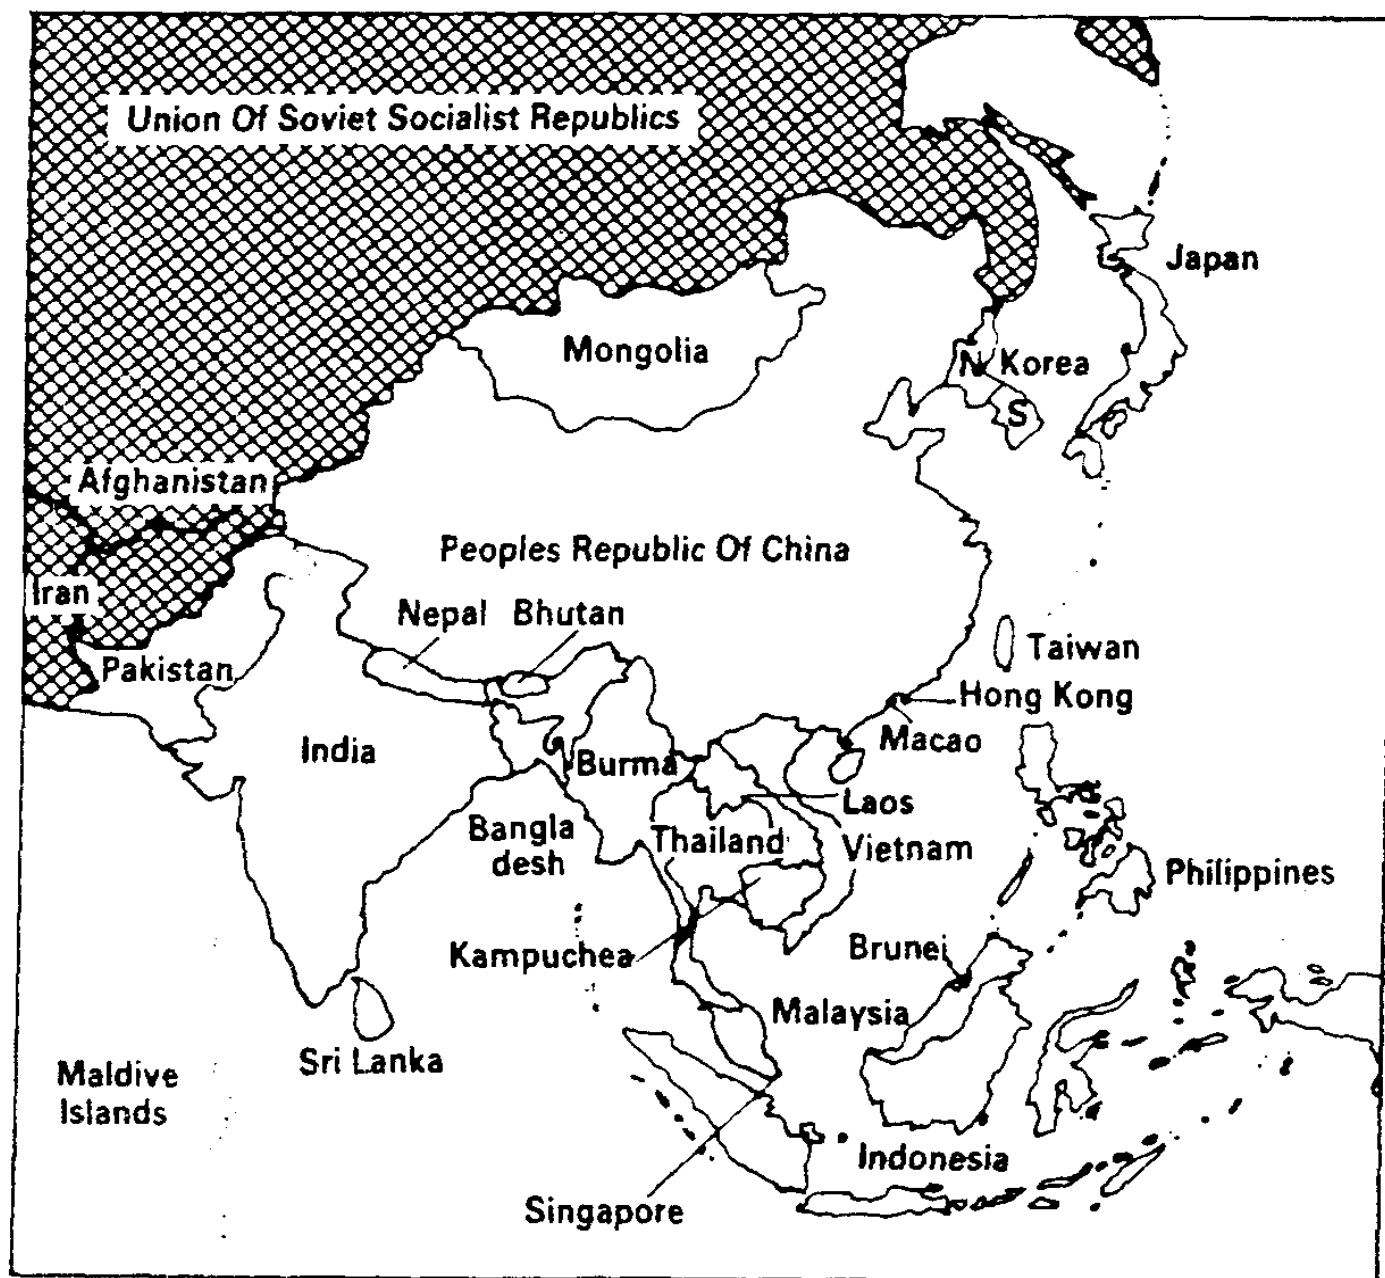 Union Of Soviet Socialist Republics
Japan
Mongolia
N Korea
S
Afghanistan
Peoples Republic Of China
Iran
Nepal Bhutan
Taiwan
Pakistan
Hong Kong
Macao
India
Burma
Laos
Bangla
desh
Thailand
Vietnam
Philippines
Kampuchea
Brunei
Malaysia
Sri Lanka
Maldive
Islands
Indonesia
Singapore